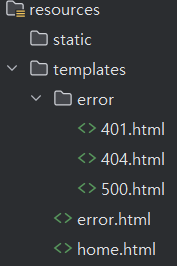 resources
static
templates
error
401.html
404.html
500.html
error.html
home.html